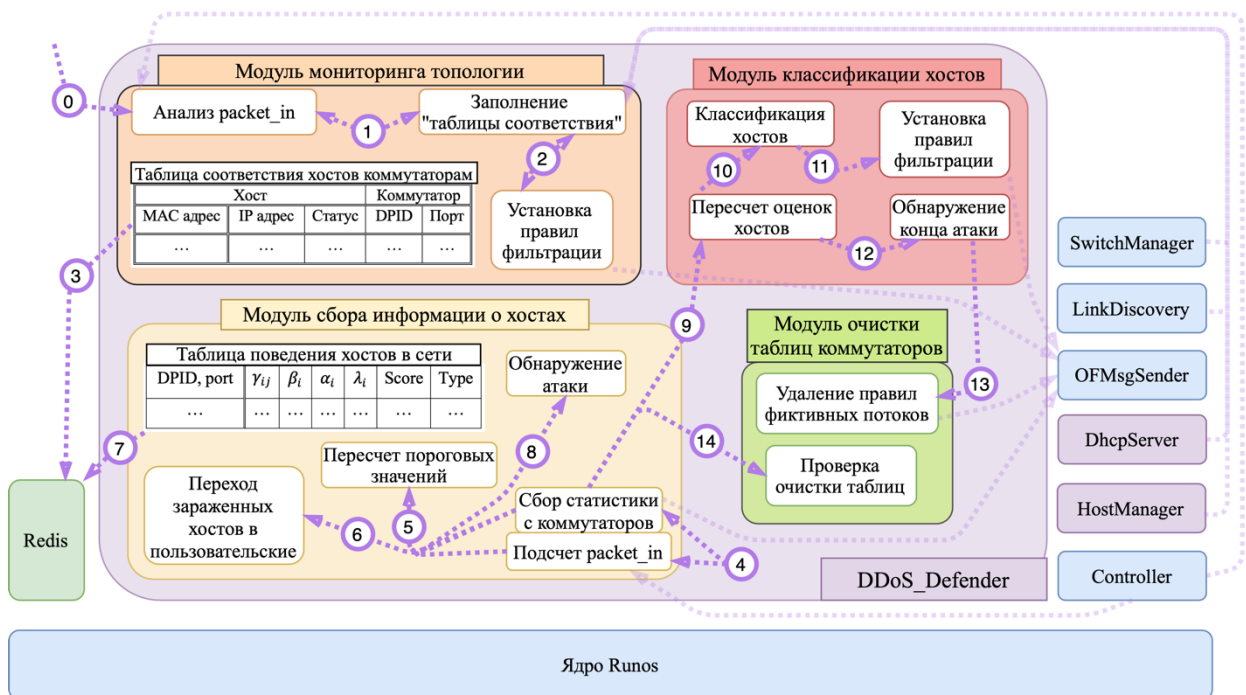 Модуль мониторинга топологии
0
Анализ packet_in
1
Заполнение
"таблицы соответствия"
2
Таблица соответствия хостов коммутаторам
Хост Коммутатор
MAC адрес IP адрес Статус DPID Порт
... ... ... ... ...
Установка
правил
фильтрации
3
Модуль классификации хостов
Классификация
хостов
10
11
Установка
правил
фильтрации
Пересчет оценок
хостов
12
Обнаружение
конца атаки
9
Модуль сбора информации о хостах
Таблица поведения хостов в сети
DPID, port γij βi αi λi Score Type
... ... ... ... ... ... ...
Обнаружение
атаки
7
8
Пересчет пороговых
значений
Переход
зараженных
хостов в
пользовательские
6
5
Сбор статистики
с коммутаторов
Подсчет packet_in
4
Модуль очистки
таблиц коммутаторов
Удаление правил
фиктивных потоков
13
14
Проверка
очистки таблиц
Redis
DDoS_Defender
SwitchManager
LinkDiscovery
OFMsgSender
DhcpServer
HostManager
Controller
Ядро Runos